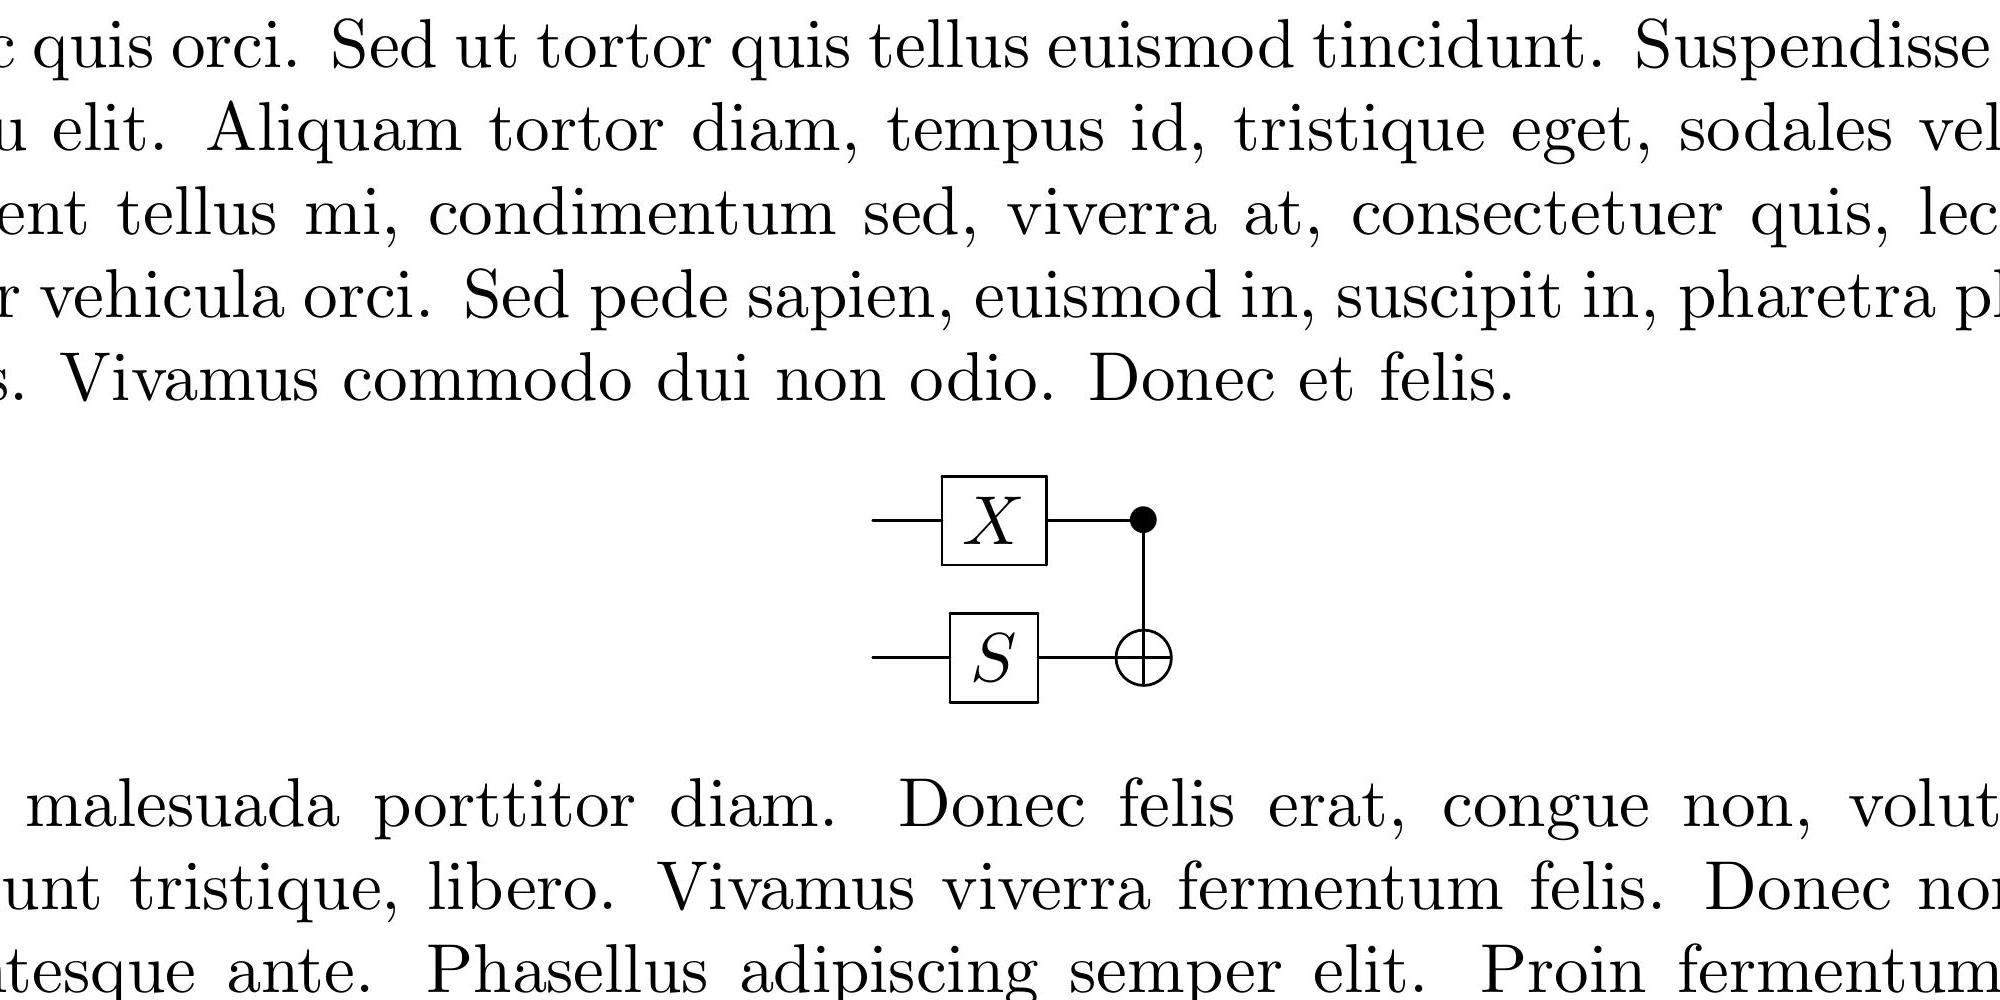 c quis orci. Sed ut tortor quis tellus euismod tincidunt. Suspendisse
u elit. Aliquam tortor diam, tempus id, tristique eget, sodales vel
ent tellus mi, condimentum sed, viverra at, consectetuer quis, lec
r vehicula orci. Sed pede sapien, euismod in, suscipit in, pharetra
s. Vivamus commodo dui non odio. Donec et felis.
X
S
malesuada porttitor diam. Donec felis erat, congue non, volut
unt tristique, libero. Vivamus viverra fermentum felis. Donec
tesque ante. Phasellus adipiscing semper elit. Proin fermentum